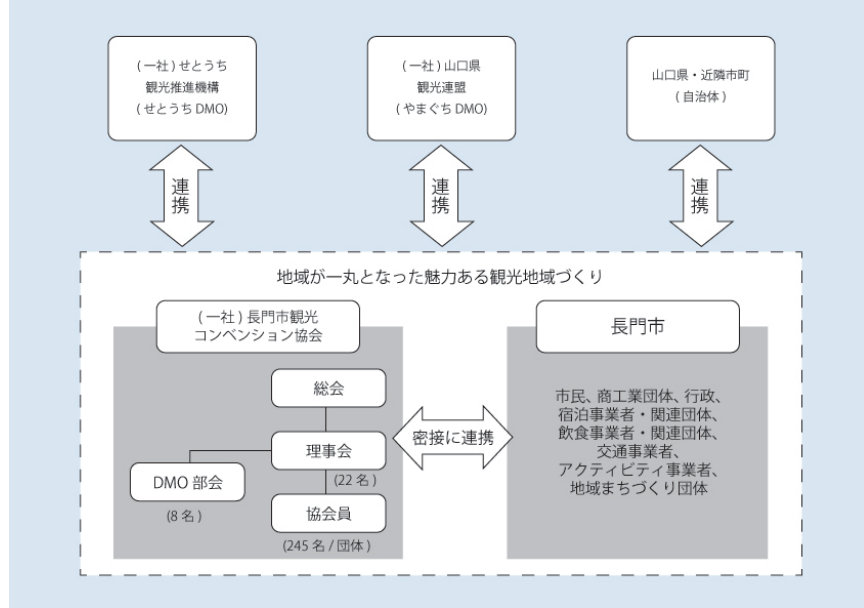 (一社)せとうち
観光推進機構
(せとうち DMO)
(一社)山口県
観光連盟
(やまぐち DMO)
山口県・近隣市町
(自治体)
連携
連携
連携
地域が一丸となった魅力ある観光地域づくり
(一社)長門市観光
コンベンション協会
総会
理事会
(22 名)
DMO 部会
(8 名)
協会員
(245 名 / 団体)
密接に連携
長門市
市民、商工業団体、行政、
宿泊事業者・関連団体、
飲食事業者・関連団体、
交通事業者、
アクティビティ事業者、
地域まちづくり団体